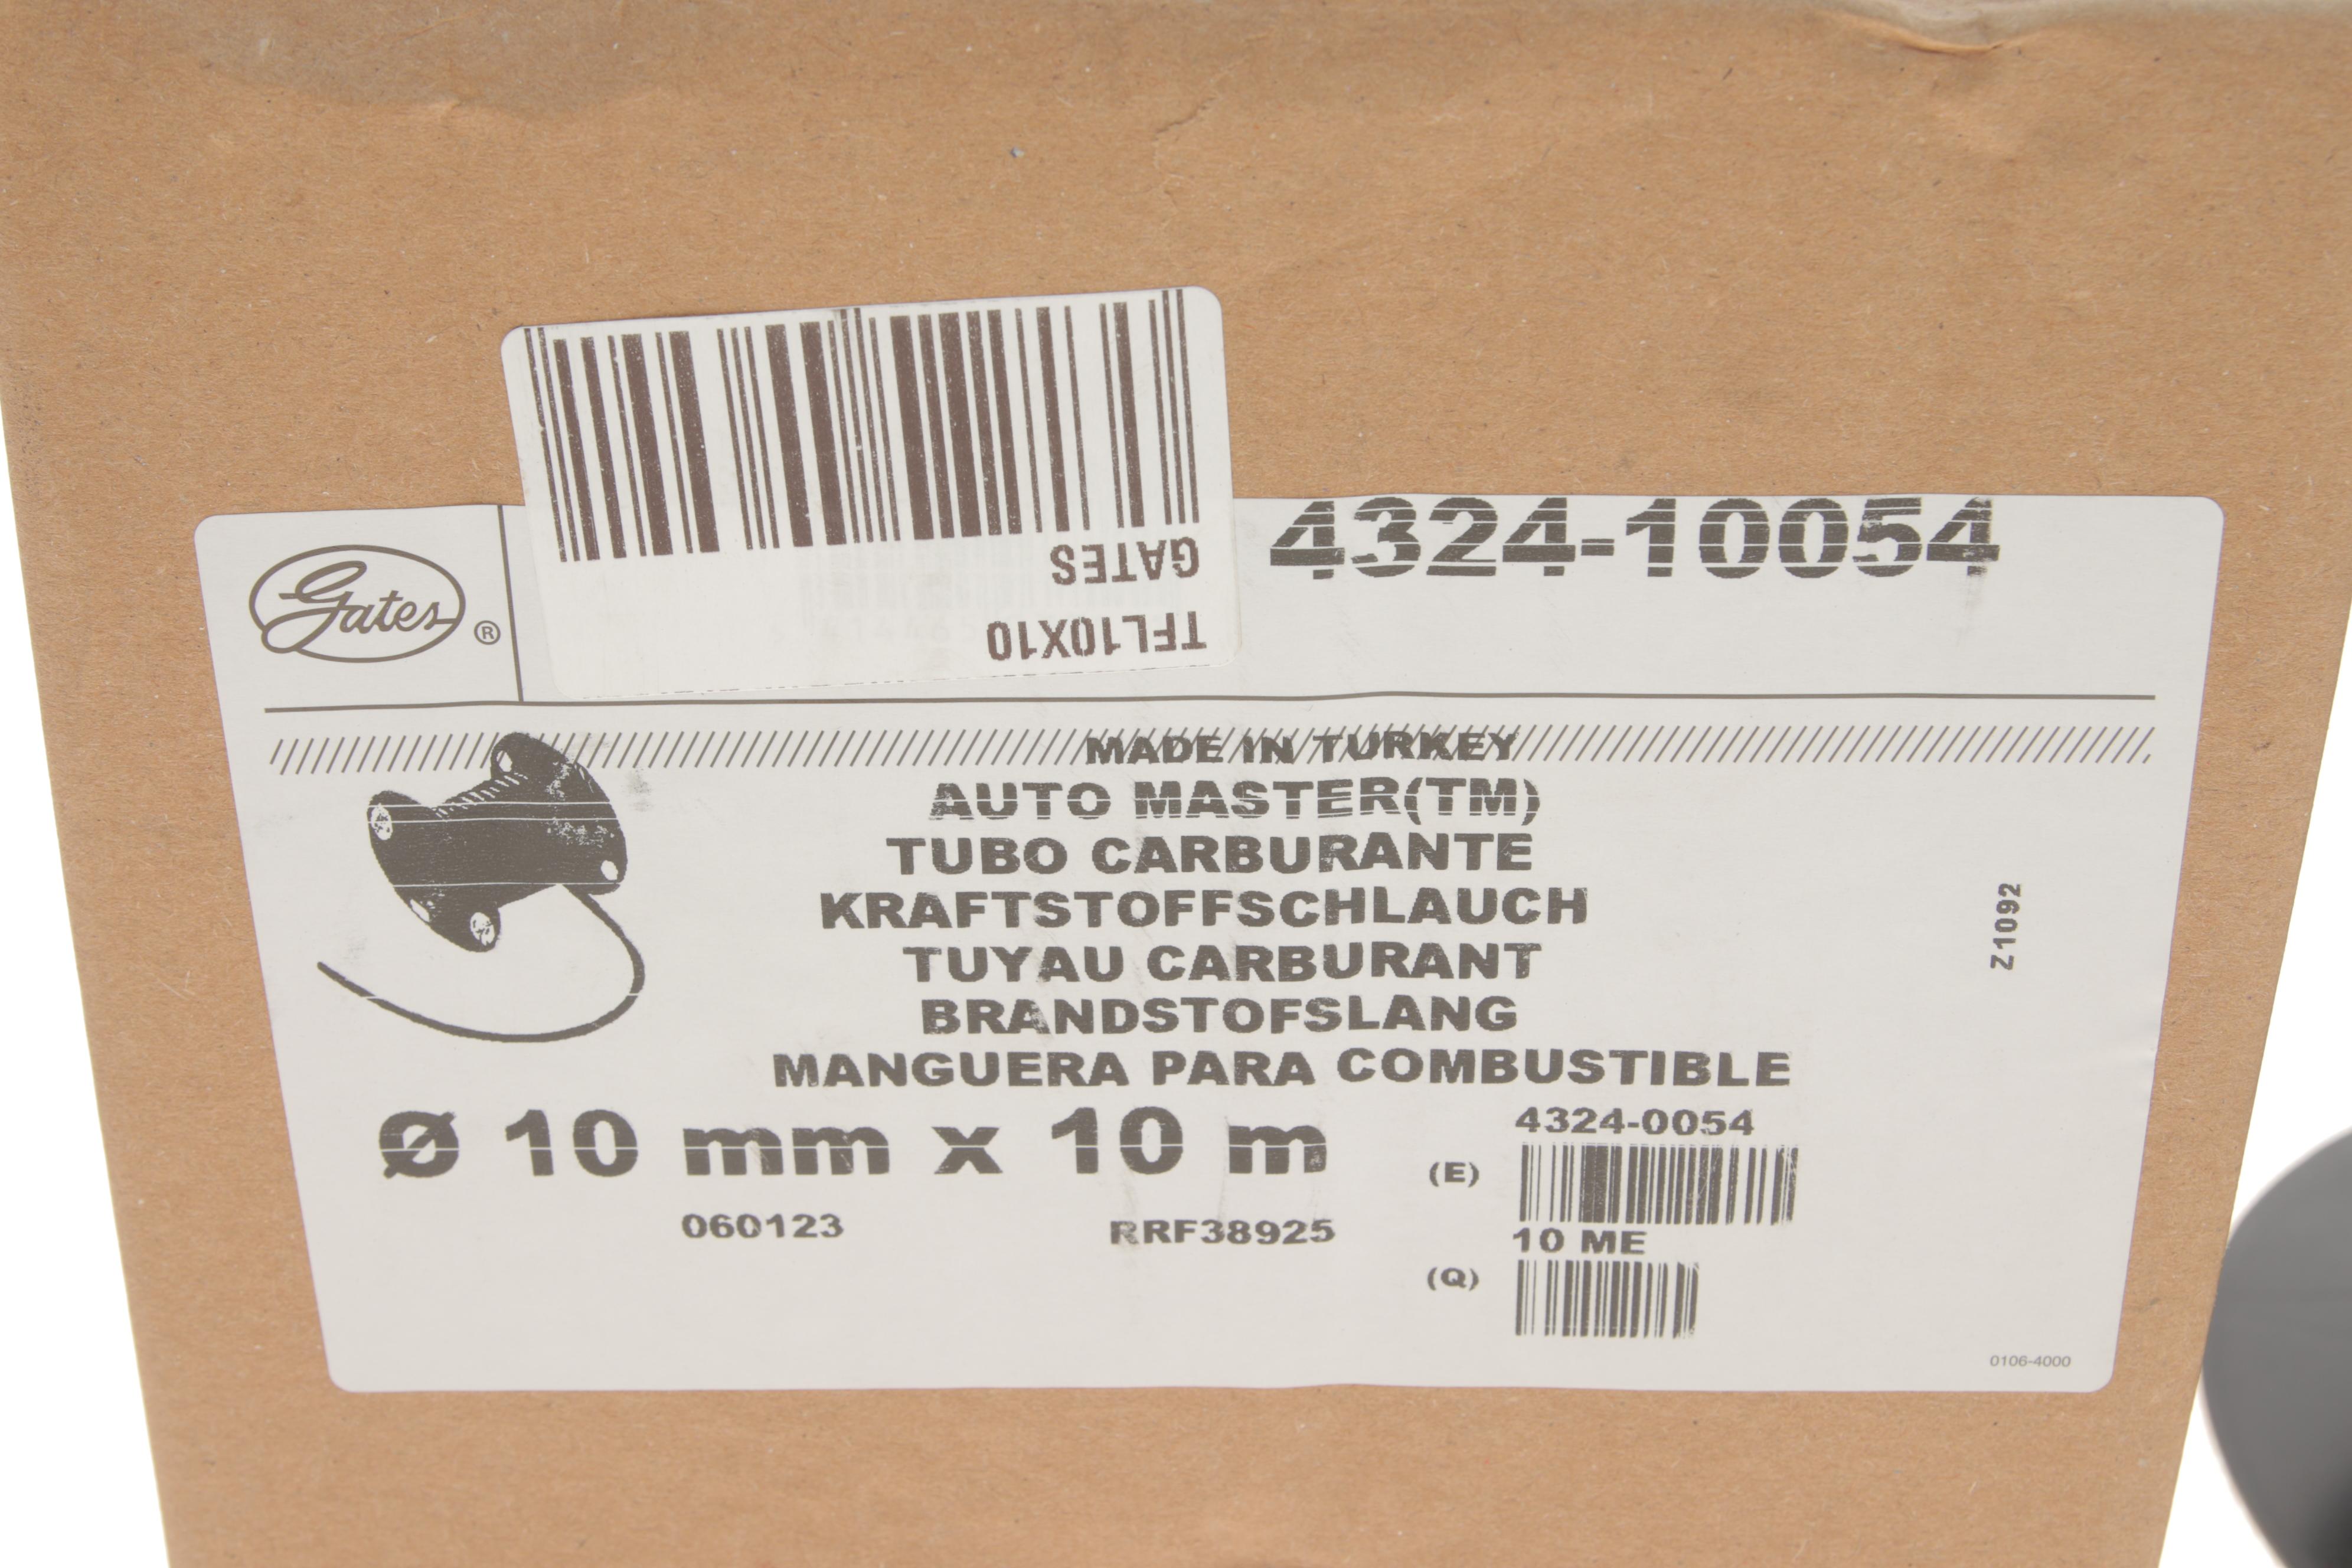 GATES
TFL10X10
4324-10054
Gates ®
MADE IN TURKEY
AUTO MASTER(TM)
TUBO CARBURANTE
KRAFTSTOFFSCHLAUCH
TUYAU CARBURANT
BRANDSTOFSLANG
MANGUERA PARA COMBUSTIBLE
Z1092
Ø 10 mm x 10 m
4324-0054
(E)
060123
RRF38925
10 ME
(Q)
0106-4000